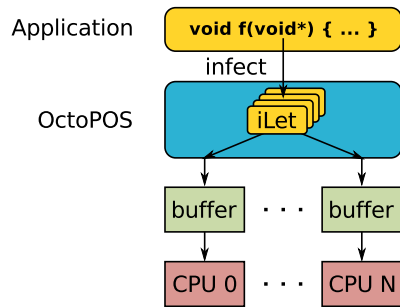 Application void f(void*) { ... }
infect
OctoPOS iLet
buffer · · · buffer
CPU 0 · · · CPU N